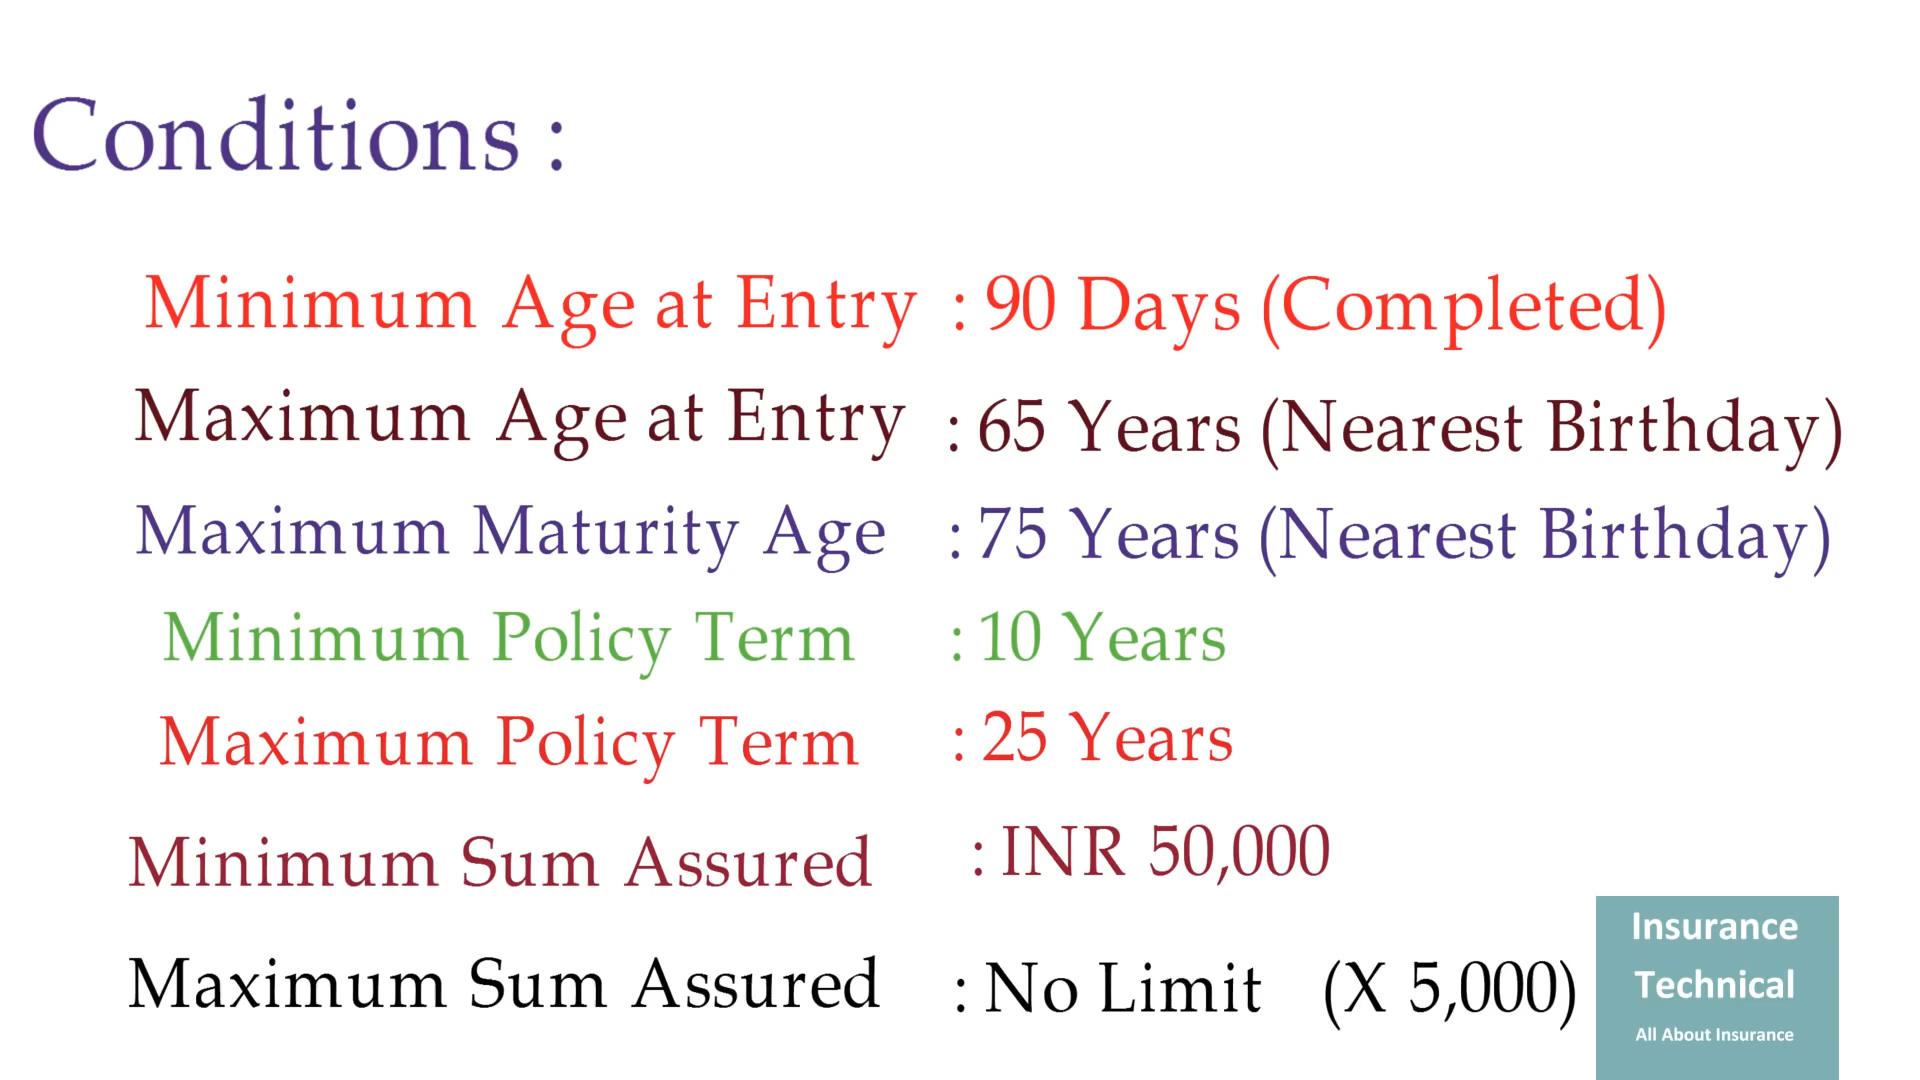 Conditions :
Minimum Age at Entry : 90 Days (Completed)
Maximum Age at Entry : 65 Years (Nearest Birthday)
Maximum Maturity Age : 75 Years (Nearest Birthday)
Minimum Policy Term : 10 Years
Maximum Policy Term : 25 Years
Minimum Sum Assured : INR 50,000
Maximum Sum Assured : No Limit (X 5,000)
Insurance
Technical
All About Insurance